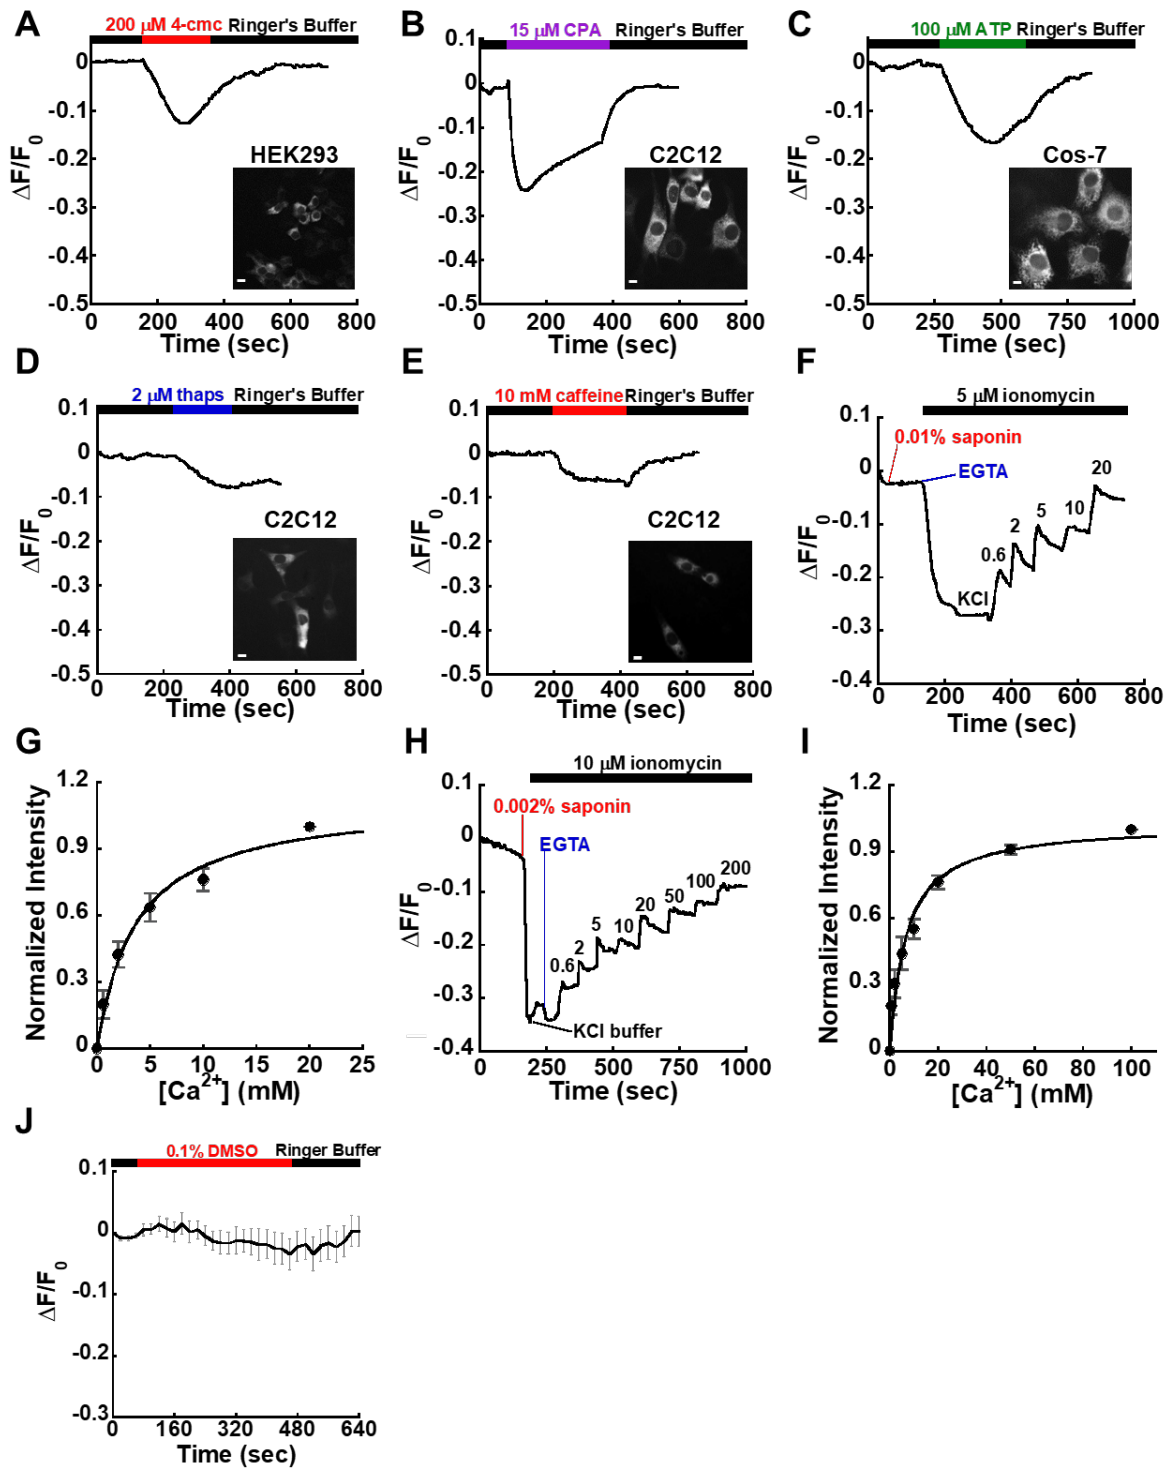 A
200 μM 4-cmc Ringer's Buffer
0
-0.1
-0.2
-0.3
-0.4
-0.5
ΔF/F0
HEK293
0 200 400 600 800
Time (sec)
B
15 μM CPA Ringer's Buffer
0.1
0
-0.1
-0.2
-0.3
-0.4
-0.5
ΔF/F0
C2C12
0 200 400 600 800
Time (sec)
C
100 μM ATP Ringer's Buffer
0
-0.1
-0.2
-0.3
-0.4
-0.5
ΔF/F0
Cos-7
0 250 500 750 1000
Time (sec)
D
2 μM thaps Ringer's Buffer
0.1
0
-0.1
-0.2
-0.3
-0.4
-0.5
ΔF/F0
C2C12
0 200 400 600 800
Time (sec)
E
10 mM caffeine Ringer's Buffer
0.1
0
-0.1
-0.2
-0.3
-0.4
-0.5
ΔF/F0
C2C12
0 200 400 600 800
Time (sec)
F
5 μM ionomycin
0.1
0
-0.1
-0.2
-0.3
-0.4
ΔF/F0
0.01% saponin
EGTA
KCl
0.6
2
5
10
20
0 200 400 600 800
Time (sec)
G
1.2
0.9
0.6
0.3
0
Normalized Intensity
0 5 10 15 20 25
[Ca2+] (mM)
H
10 μM ionomycin
0.1
0
-0.1
-0.2
-0.3
-0.4
ΔF/F0
0.002% saponin
EGTA
0.6
2
5
10
20
50
100
200
KCl buffer
0 250 500 750 1000
Time (sec)
I
1.2
0.9
0.6
0.3
0
Normalized Intensity
0 20 40 60 80 100
[Ca2+] (mM)
J
0.1% DMSO Ringer Buffer
0.1
0
-0.1
-0.2
-0.3
ΔF/F0
0 160 320 480 640
Time (sec)